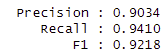 Precision : 0.9034
Recall : 0.9410
F1 : 0.9218